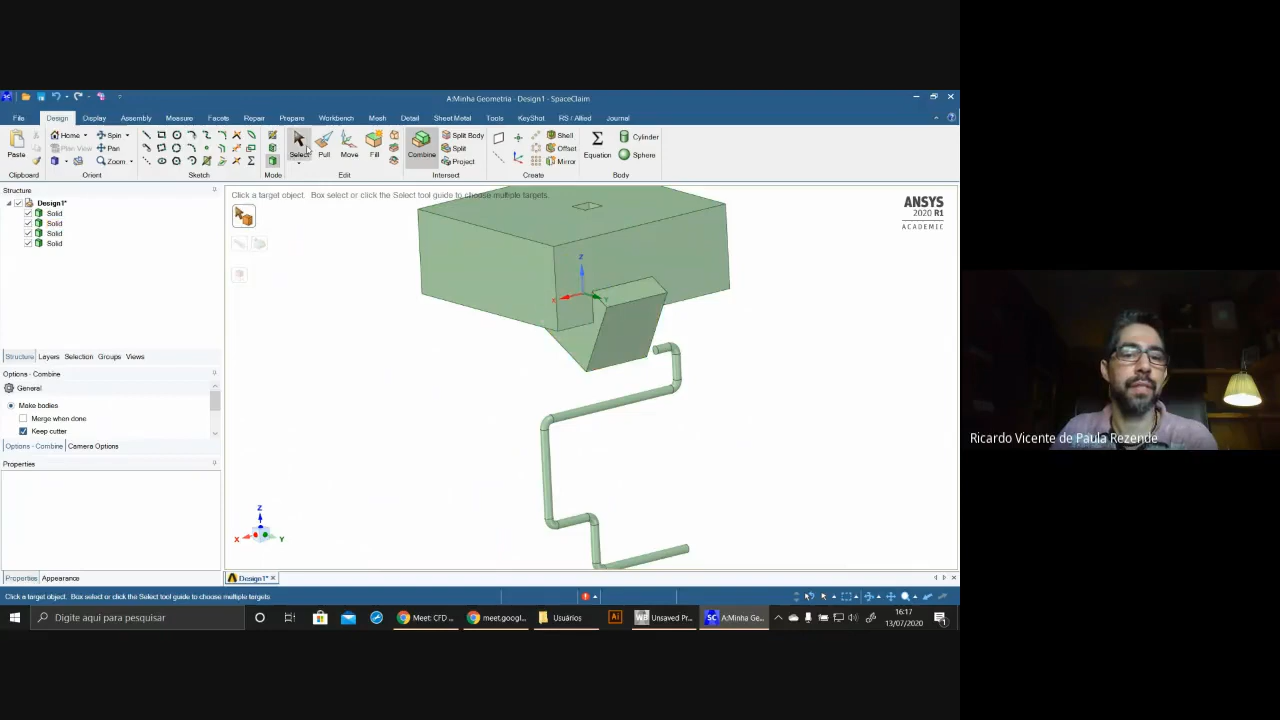 A:Minha Geometria - Design1 - SpaceClaim
File Design Display Assembly Measure Facets Repair Prepare Workbench Mesh Detail Sheet Metal Tools KeyShot RS / Allied Journal
Paste
Home Spin
Plan View Pan
Zoom
Select Pull Move Fill
Combine
Split Body
Split
Project
Shell
Offset
Mirror
Equation
Cylinder
Sphere
Clipboard Orient Sketch Mode Edit Intersect Create Body
Structure
Click a target object. Box select or click the Select tool guide to choose multiple targets.
Design1*
Solid
Solid
Solid
Solid
ANSYS
2020 R1
ACADEMIC
Z
X
Y
Structure Layers Selection Groups Views
Options - Combine
General
Make bodies
Merge when done
Keep cutter
Options - Combine Camera Options
Properties
Z
X
Y
Properties Appearance
Design1*
Click a target object. Box select or click the Select tool guide to choose multiple targets
Digite aqui para pesquisar
Meet: CFD ...
meet.googl...
Usuários
Ai
WB Unsaved Pr...
SC A:Minha Ge...
16:17
13/07/2020
Ricardo Vicente de Paula Rezende